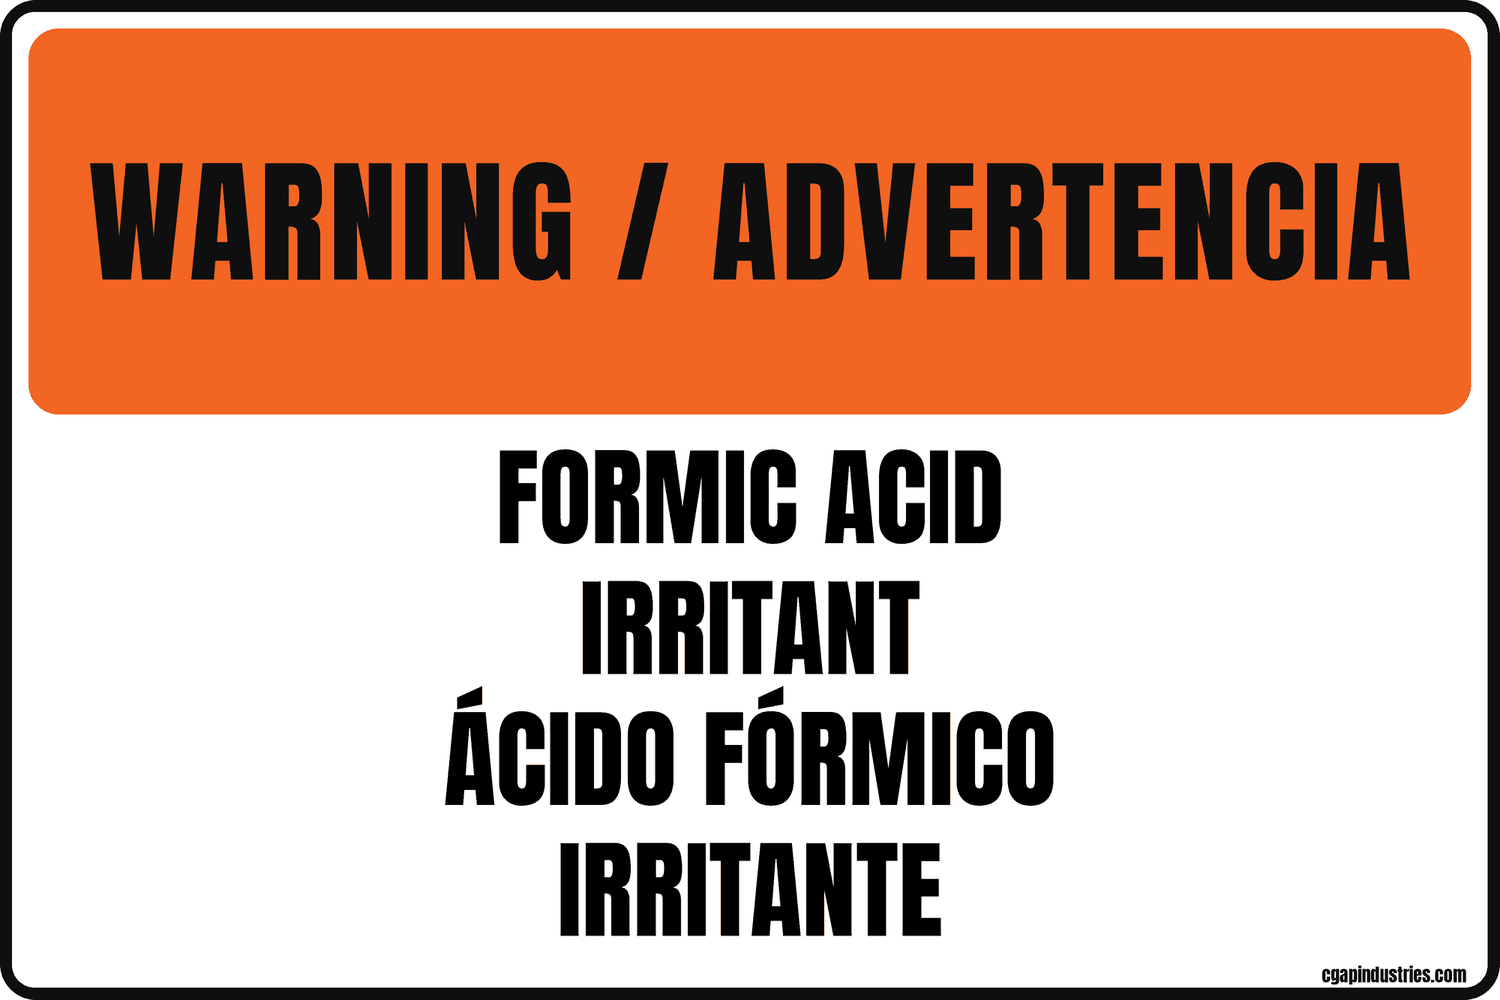 WARNING / ADVERTENCIA
FORMIC ACID
IRRITANT
ÁCIDO FÓRMICO
IRRITANTE
cgapindustries.com